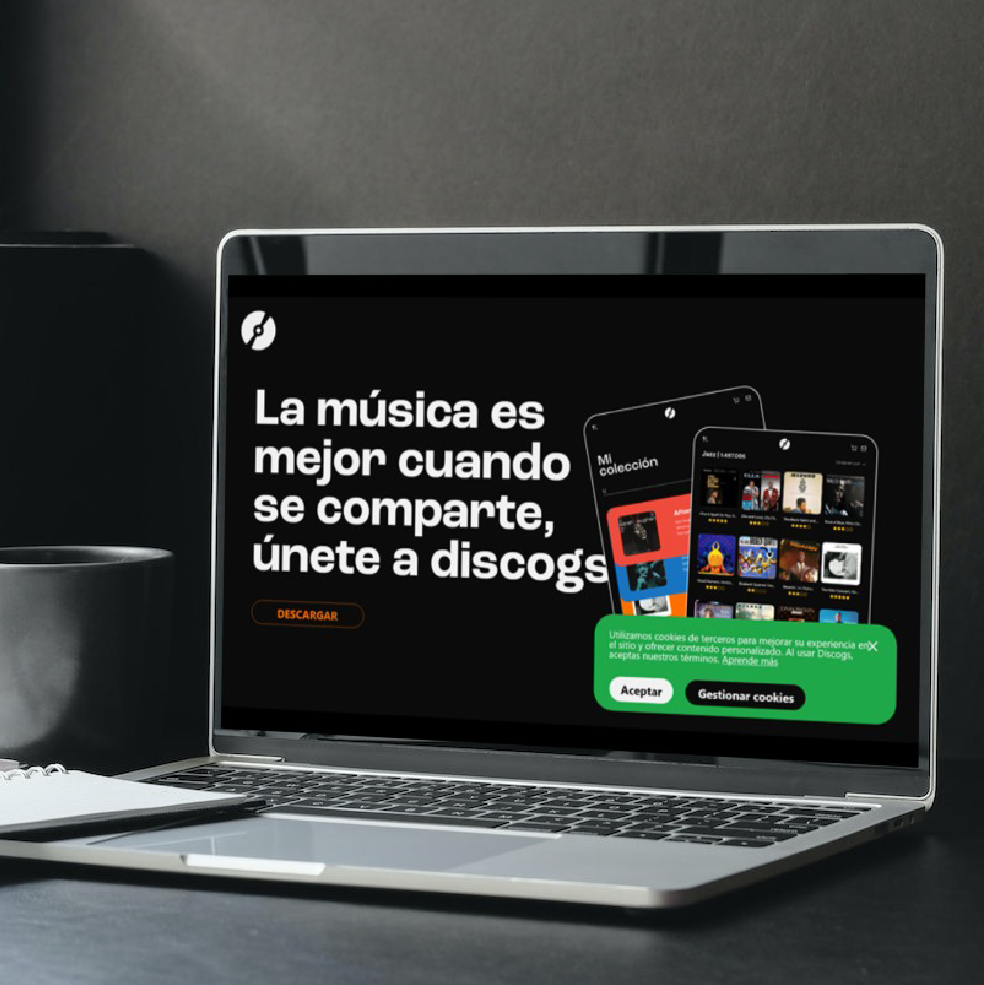 La música es
mejor cuando
se comparte,
únete a discogs
DESCARGAR
Mi
colección
Utilizamos cookies de terceros para mejorar su experiencia en
el sitio y ofrecer contenido personalizado. Al usar Discogs,
aceptas nuestros términos. Aprende más
Aceptar
Gestionar cookies